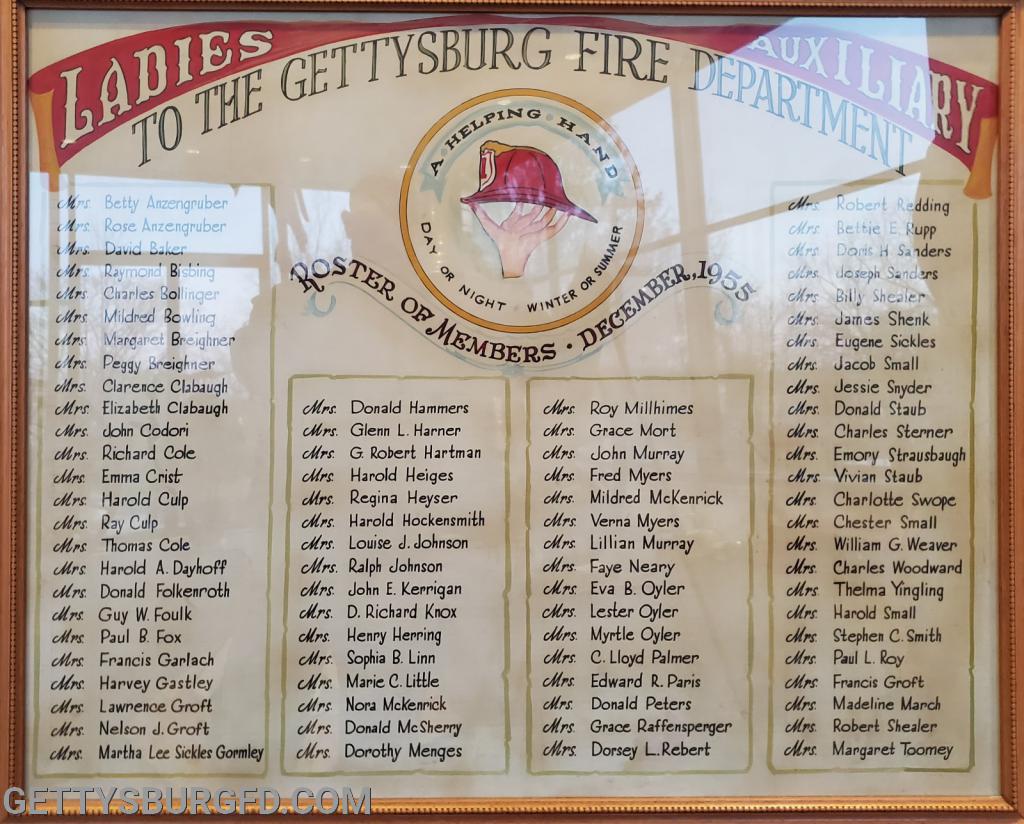 LADIES AUXILIARY
TO THE GETTYSBURG FIRE DEPARTMENT
A · HELPING · HAND
1
DAY OR NIGHT WINTER OR SUMMER
ROSTER OF MEMBERS · DECEMBER, 1955
Mrs. Betty Anzengruber
Mrs. Rose Anzengruber
Mrs. David Baker
Mrs. Raymond Bisbing
Mrs. Charles Bollinger
Mrs. Mildred Bowling
Mrs. Margaret Breighner
Mrs. Peggy Breighner
Mrs. Clarence Clabaugh
Mrs. Elizabeth Clabaugh
Mrs. John Codori
Mrs. Richard Cole
Mrs. Emma Crist
Mrs. Harold Culp
Mrs. Ray Culp
Mrs. Thomas Cole
Mrs. Harold A. Dayhoff
Mrs. Donald Folkenroth
Mrs. Guy W. Foulk
Mrs. Paul B. Fox
Mrs. Francis Garlach
Mrs. Harvey Gastley
Mrs. Lawrence Groft
Mrs. Nelson J. Groft
Mrs. Martha Lee Sickles Gormley
Mrs. Donald Hammers
Mrs. Glenn L. Harner
Mrs. G. Robert Hartman
Mrs. Harold Heiges
Mrs. Regina Heyser
Mrs. Harold Hockensmith
Mrs. Louise J. Johnson
Mrs. Ralph Johnson
Mrs. John E. Kerrigan
Mrs. D. Richard Knox
Mrs. Henry Herring
Mrs. Sophia B. Linn
Mrs. Marie C. Little
Mrs. Nora McKenrick
Mrs. Donald McSherry
Mrs. Dorothy Menges
Mrs. Roy Millhimes
Mrs. Grace Mort
Mrs. John Murray
Mrs. Fred Myers
Mrs. Mildred McKenrick
Mrs. Verna Myers
Mrs. Lillian Murray
Mrs. Faye Neary
Mrs. Eva B. Oyler
Mrs. Lester Oyler
Mrs. Myrtle Oyler
Mrs. C. Lloyd Palmer
Mrs. Edward R. Paris
Mrs. Donald Peters
Mrs. Grace Raffensperger
Mrs. Dorsey L. Rebert
Mrs. Robert Redding
Mrs. Bettie E. Rupp
Mrs. Doris H. Sanders
Mrs. Joseph Sanders
Mrs. Billy Shealer
Mrs. James Shenk
Mrs. Eugene Sickles
Mrs. Jacob Small
Mrs. Jessie Snyder
Mrs. Donald Staub
Mrs. Charles Sterner
Mrs. Emory Strausbaugh
Mrs. Vivian Staub
Mrs. Charlotte Swope
Mrs. Chester Small
Mrs. William G. Weaver
Mrs. Charles Woodward
Mrs. Thelma Yingling
Mrs. Harold Small
Mrs. Stephen C. Smith
Mrs. Paul L. Roy
Mrs. Francis Groft
Mrs. Madeline March
Mrs. Robert Shealer
Mrs. Margaret Toomey
GETTYSBURGFD.COM